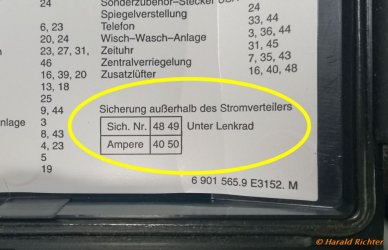 24 Sonderzubehör-Stecker
Spiegelverstellung 24
6, 23 Telefon 33, 36, 44
20, 24 Wisch-Wasch-Anlage 3, 36, 39
23, 27, 31, Zeituhr 31, 45
46 Zentralverriegelung 7, 35, 43
16, 39, 20 Zusatzlüfter 16, 40, 48
13, 18
25
9, 44 Sicherung außerhalb des Stromverteilers
3 Sich. Nr. 48 49 Unter Lenkrad
8, 43 Ampere 40 50
4, 23
5
19 6 901 565.9 E3152. M
© Harald Richter